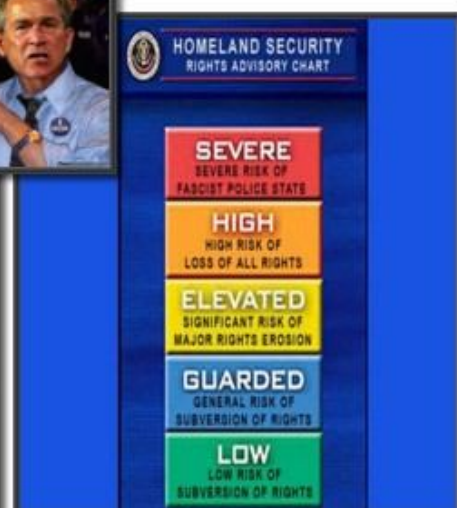 HOMELAND SECURITY
RIGHTS ADVISORY CHART
SEVERE
SEVERE RISK OF
FASCIST POLICE STATE
HIGH
HIGH RISK OF
LOSS OF ALL RIGHTS
ELEVATED
SIGNIFICANT RISK OF
MAJOR RIGHTS EROSION
GUARDED
GENERAL RISK OF
SUBVERSION OF RIGHTS
LOW
LOW RISK OF
SUBVERSION OF RIGHTS